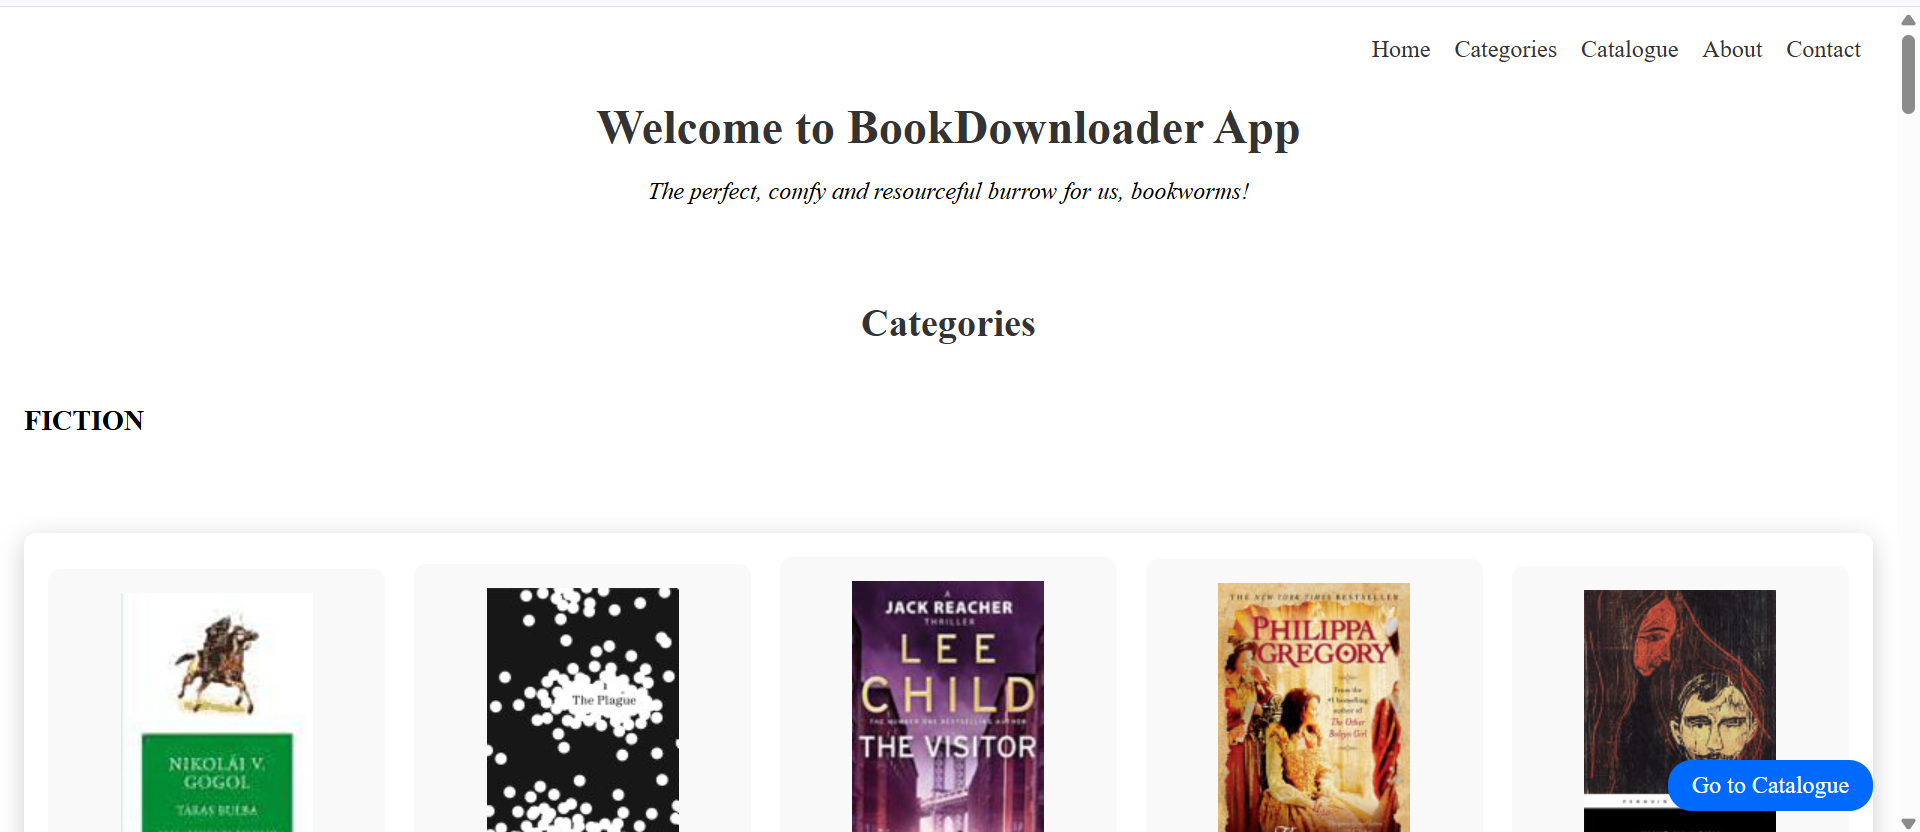 Home Categories Catalogue About Contact
Welcome to BookDownloader App
The perfect, comfy and resourceful burrow for us, bookworms!
Categories
FICTION
NIKOLÁI V.
GOGOL
TARAS BULBA
The Plague
A
JACK REACHER
THRILLER
LEE
CHILD
THE NUMBER ONE BESTSELLING AUTHOR
THE VISITOR
THE NEW YORK TIMES BESTSELLER
PHILIPPA
GREGORY
From the
#1 bestselling
author of
The Other
Boleyn Girl
Go to Catalogue